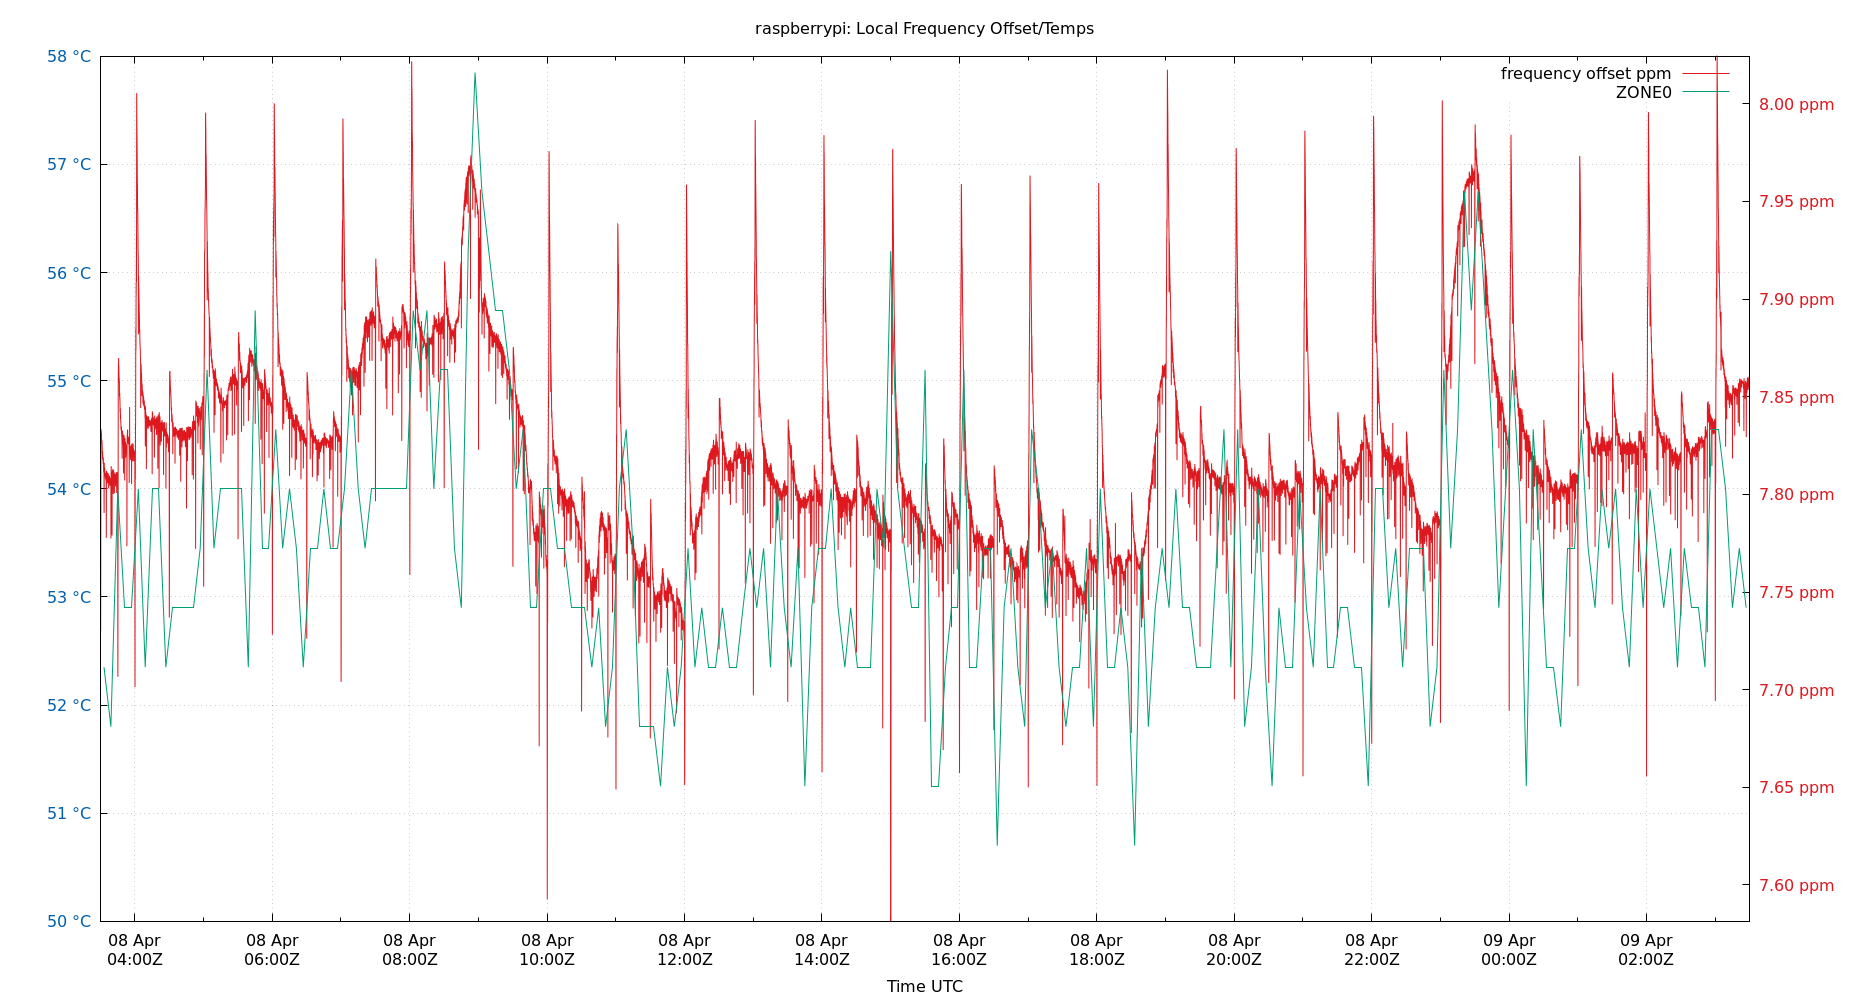 raspberrypi: Local Frequency Offset/Temps
frequency offset ppm
ZONE0
58 °C
57 °C
56 °C
55 °C
54 °C
53 °C
52 °C
51 °C
50 °C
8.00 ppm
7.95 ppm
7.90 ppm
7.85 ppm
7.80 ppm
7.75 ppm
7.70 ppm
7.65 ppm
7.60 ppm
08 Apr 08 Apr 08 Apr 08 Apr 08 Apr 08 Apr 08 Apr 08 Apr 08 Apr 08 Apr 09 Apr 09 Apr
04:00Z 06:00Z 08:00Z 10:00Z 12:00Z 14:00Z 16:00Z 18:00Z 20:00Z 22:00Z 00:00Z 02:00Z
Time UTC